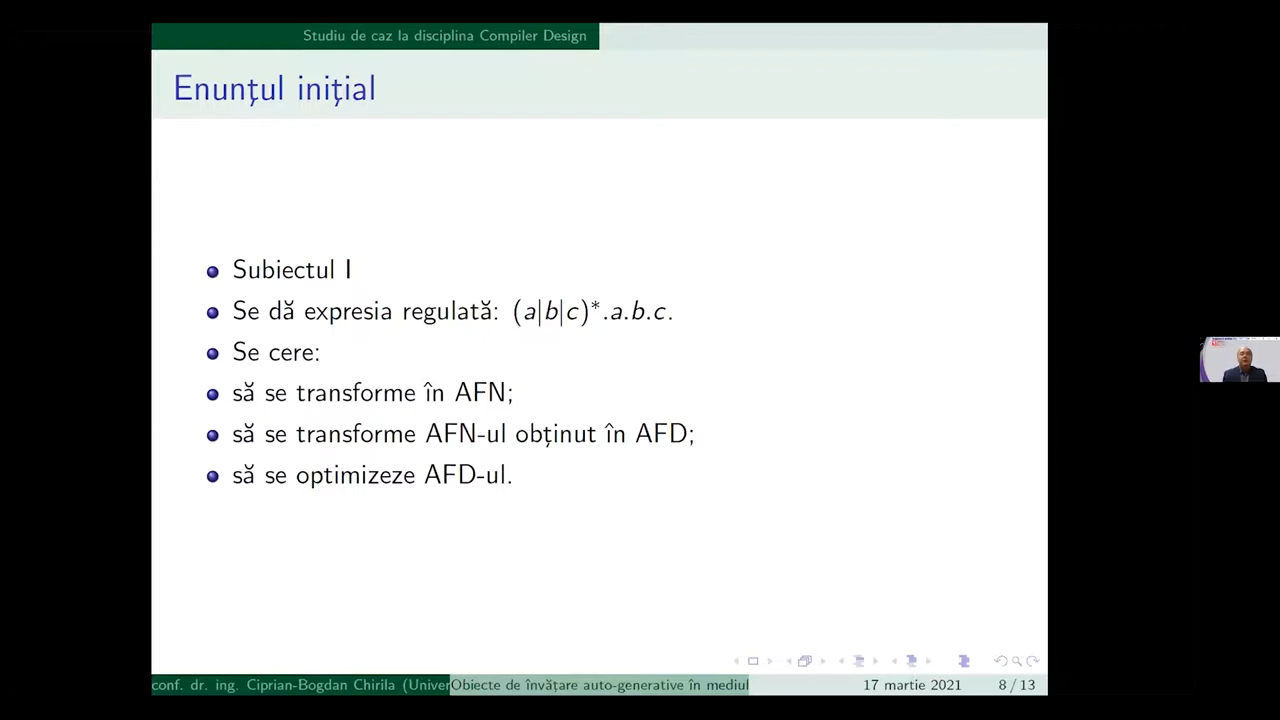 Studiu de caz la disciplina Compiler Design
Enunțul inițial
Subiectul I
Se dă expresia regulată: (a|b|c)*.a.b.c.
Se cere:
să se transforme în AFN;
să se transforme AFN-ul obținut în AFD;
să se optimizeze AFD-ul.
conf. dr. ing. Ciprian-Bogdan Chirila (Univer Obiecte de învățare auto-generative în mediul 17 martie 2021 8 / 13